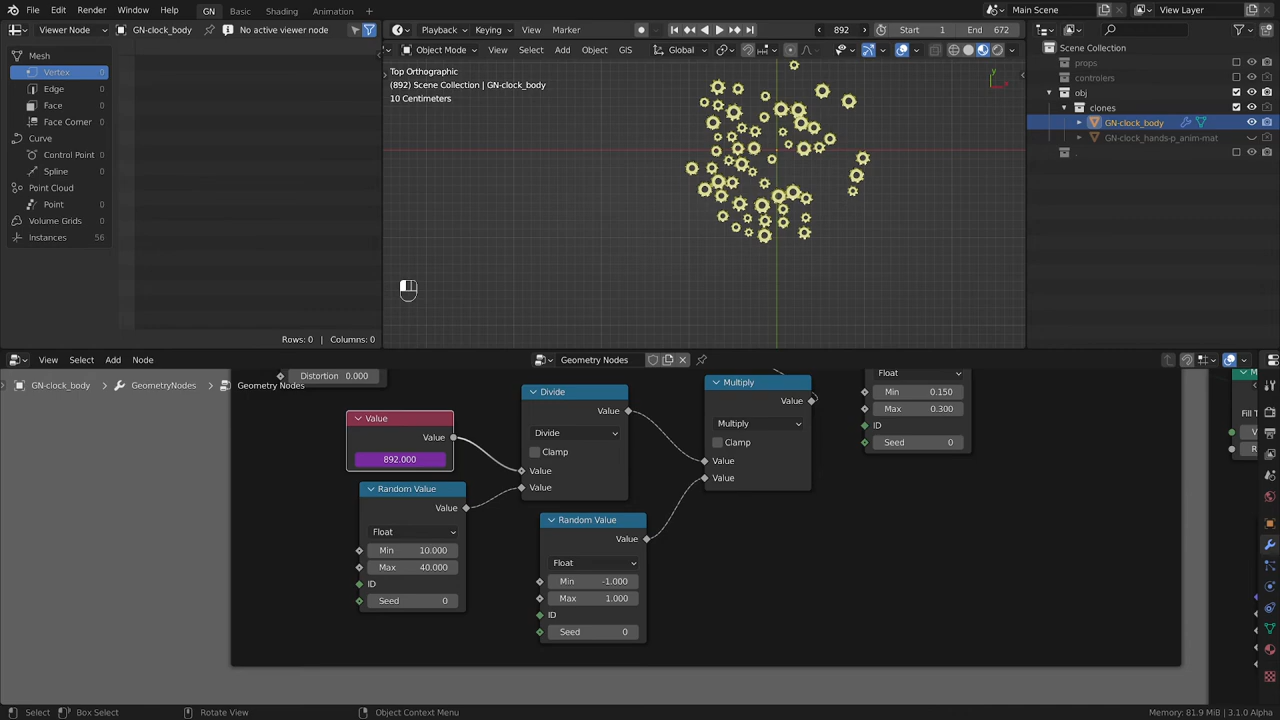 File Edit Render Window Help GN Basic Shading Animation Main Scene View Layer
Viewer Node GN-clock_body No active viewer node
Playback Keying View Marker 892 Start 1 End 672
Object Mode View Select Add Object GIS Global
Mesh
Vertex 0
Edge 0
Face 0
Face Corner 0
Curve
Control Point 0
Spline 0
Point Cloud
Point 0
Volume Grids 0
Instances 56
Rows: 0 | Columns: 0
Top Orthographic
(892) Scene Collection | GN-clock_body
10 Centimeters
Y
Scene Collection
props
controlers
obj
clones
GN-clock_body
GN-clock_hands-p_anim-mat
View Select Add Node Geometry Nodes
GN-clock_body GeometryNodes Geometry Nodes
Distortion 0.000
Value
Value
892.000
Random Value
Value
Float
Min 10.000
Max 40.000
ID
Seed 0
Divide
Value
Divide
Clamp
Value
Value
Random Value
Value
Float
Min -1.000
Max 1.000
ID
Seed 0
Multiply
Value
Multiply
Clamp
Value
Value
Float
Min 0.150
Max 0.300
ID
Seed 0
Fill T
Select Box Select Rotate View Object Context Menu Memory: 81.9 MiB | 3.1.0 Alpha